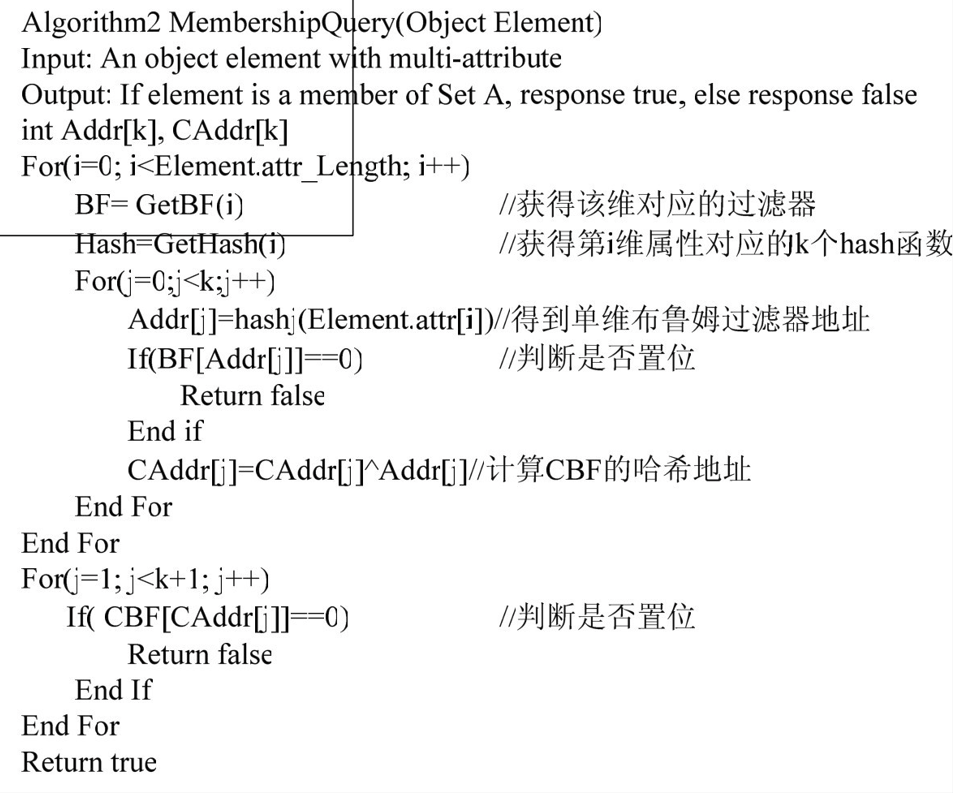 Algorithm2 MembershipQuery(Object Element)
Input: An object element with multi-attribute
Output: If element is a member of Set A, response true, else response false
int Addr[k], CAddr[k]
For(i=0; i<Element.attr_Length; i++)
BF= GetBF(i) //获得该维对应的过滤器
Hash=GetHash(i) //获得第i维属性对应的k个hash函数
For(j=0;j<k;j++)
Addr[j]=hashj(Element.attr[i])//得到单维布鲁姆过滤器地址
If(BF[Addr[j]]==0) //判断是否置位
Return false
End if
CAddr[j]=CAddr[j]^Addr[j]//计算CBF的哈希地址
End For
End For
For(j=1; j<k+1; j++)
If( CBF[CAddr[j]]==0) //判断是否置位
Return false
End If
End For
Return true